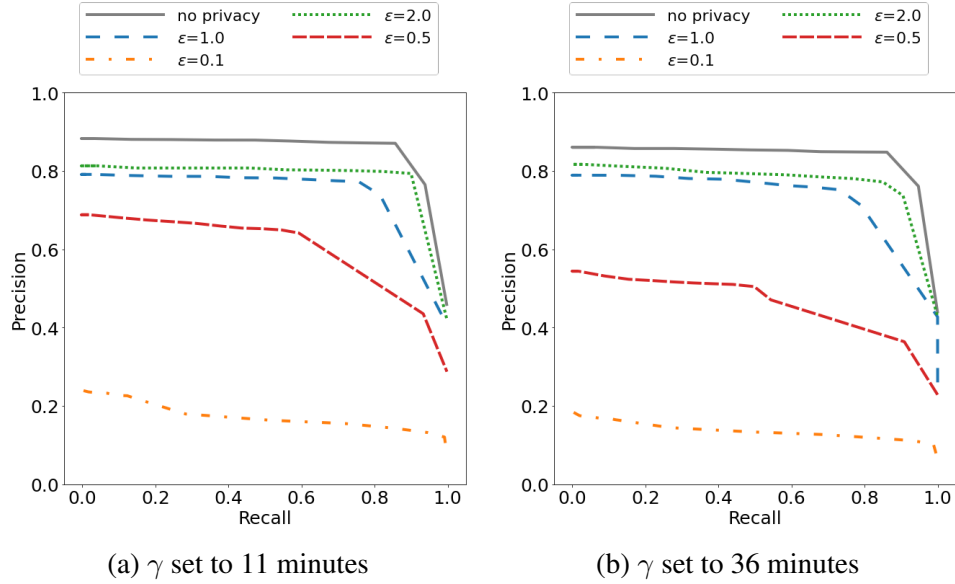 no privacy
ε=2.0
ε=1.0
ε=0.5
ε=0.1
1.0
0.8
0.6
0.4
0.2
0.0
Precision
0.0 0.2 0.4 0.6 0.8 1.0
Recall
(a) γ set to 11 minutes
no privacy
ε=2.0
ε=1.0
ε=0.5
ε=0.1
1.0
0.8
0.6
0.4
0.2
0.0
Precision
0.0 0.2 0.4 0.6 0.8 1.0
Recall
(b) γ set to 36 minutes